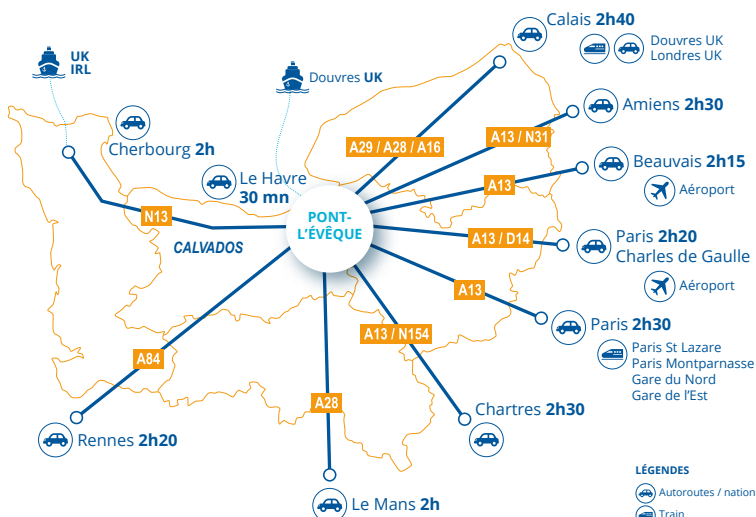 Calais 2h40
Douvres UK
Londres UK
UK
IRL
Douvres UK
Amiens 2h30
A13 / N31
A29 / A28 / A16
Cherbourg 2h
Beauvais 2h15
A13
Aéroport
Le Havre
30 mn
N13
CALVADOS
PONT-
L'ÉVÊQUE
A13 / D14
Paris 2h20
Charles de Gaulle
Aéroport
A13
Paris 2h30
A13 / N154
Paris St Lazare
Paris Montparnasse
Gare du Nord
Gare de l'Est
A84
A28
Chartres 2h30
Rennes 2h20
Le Mans 2h
LÉGENDES
Autoroutes / nation
Train